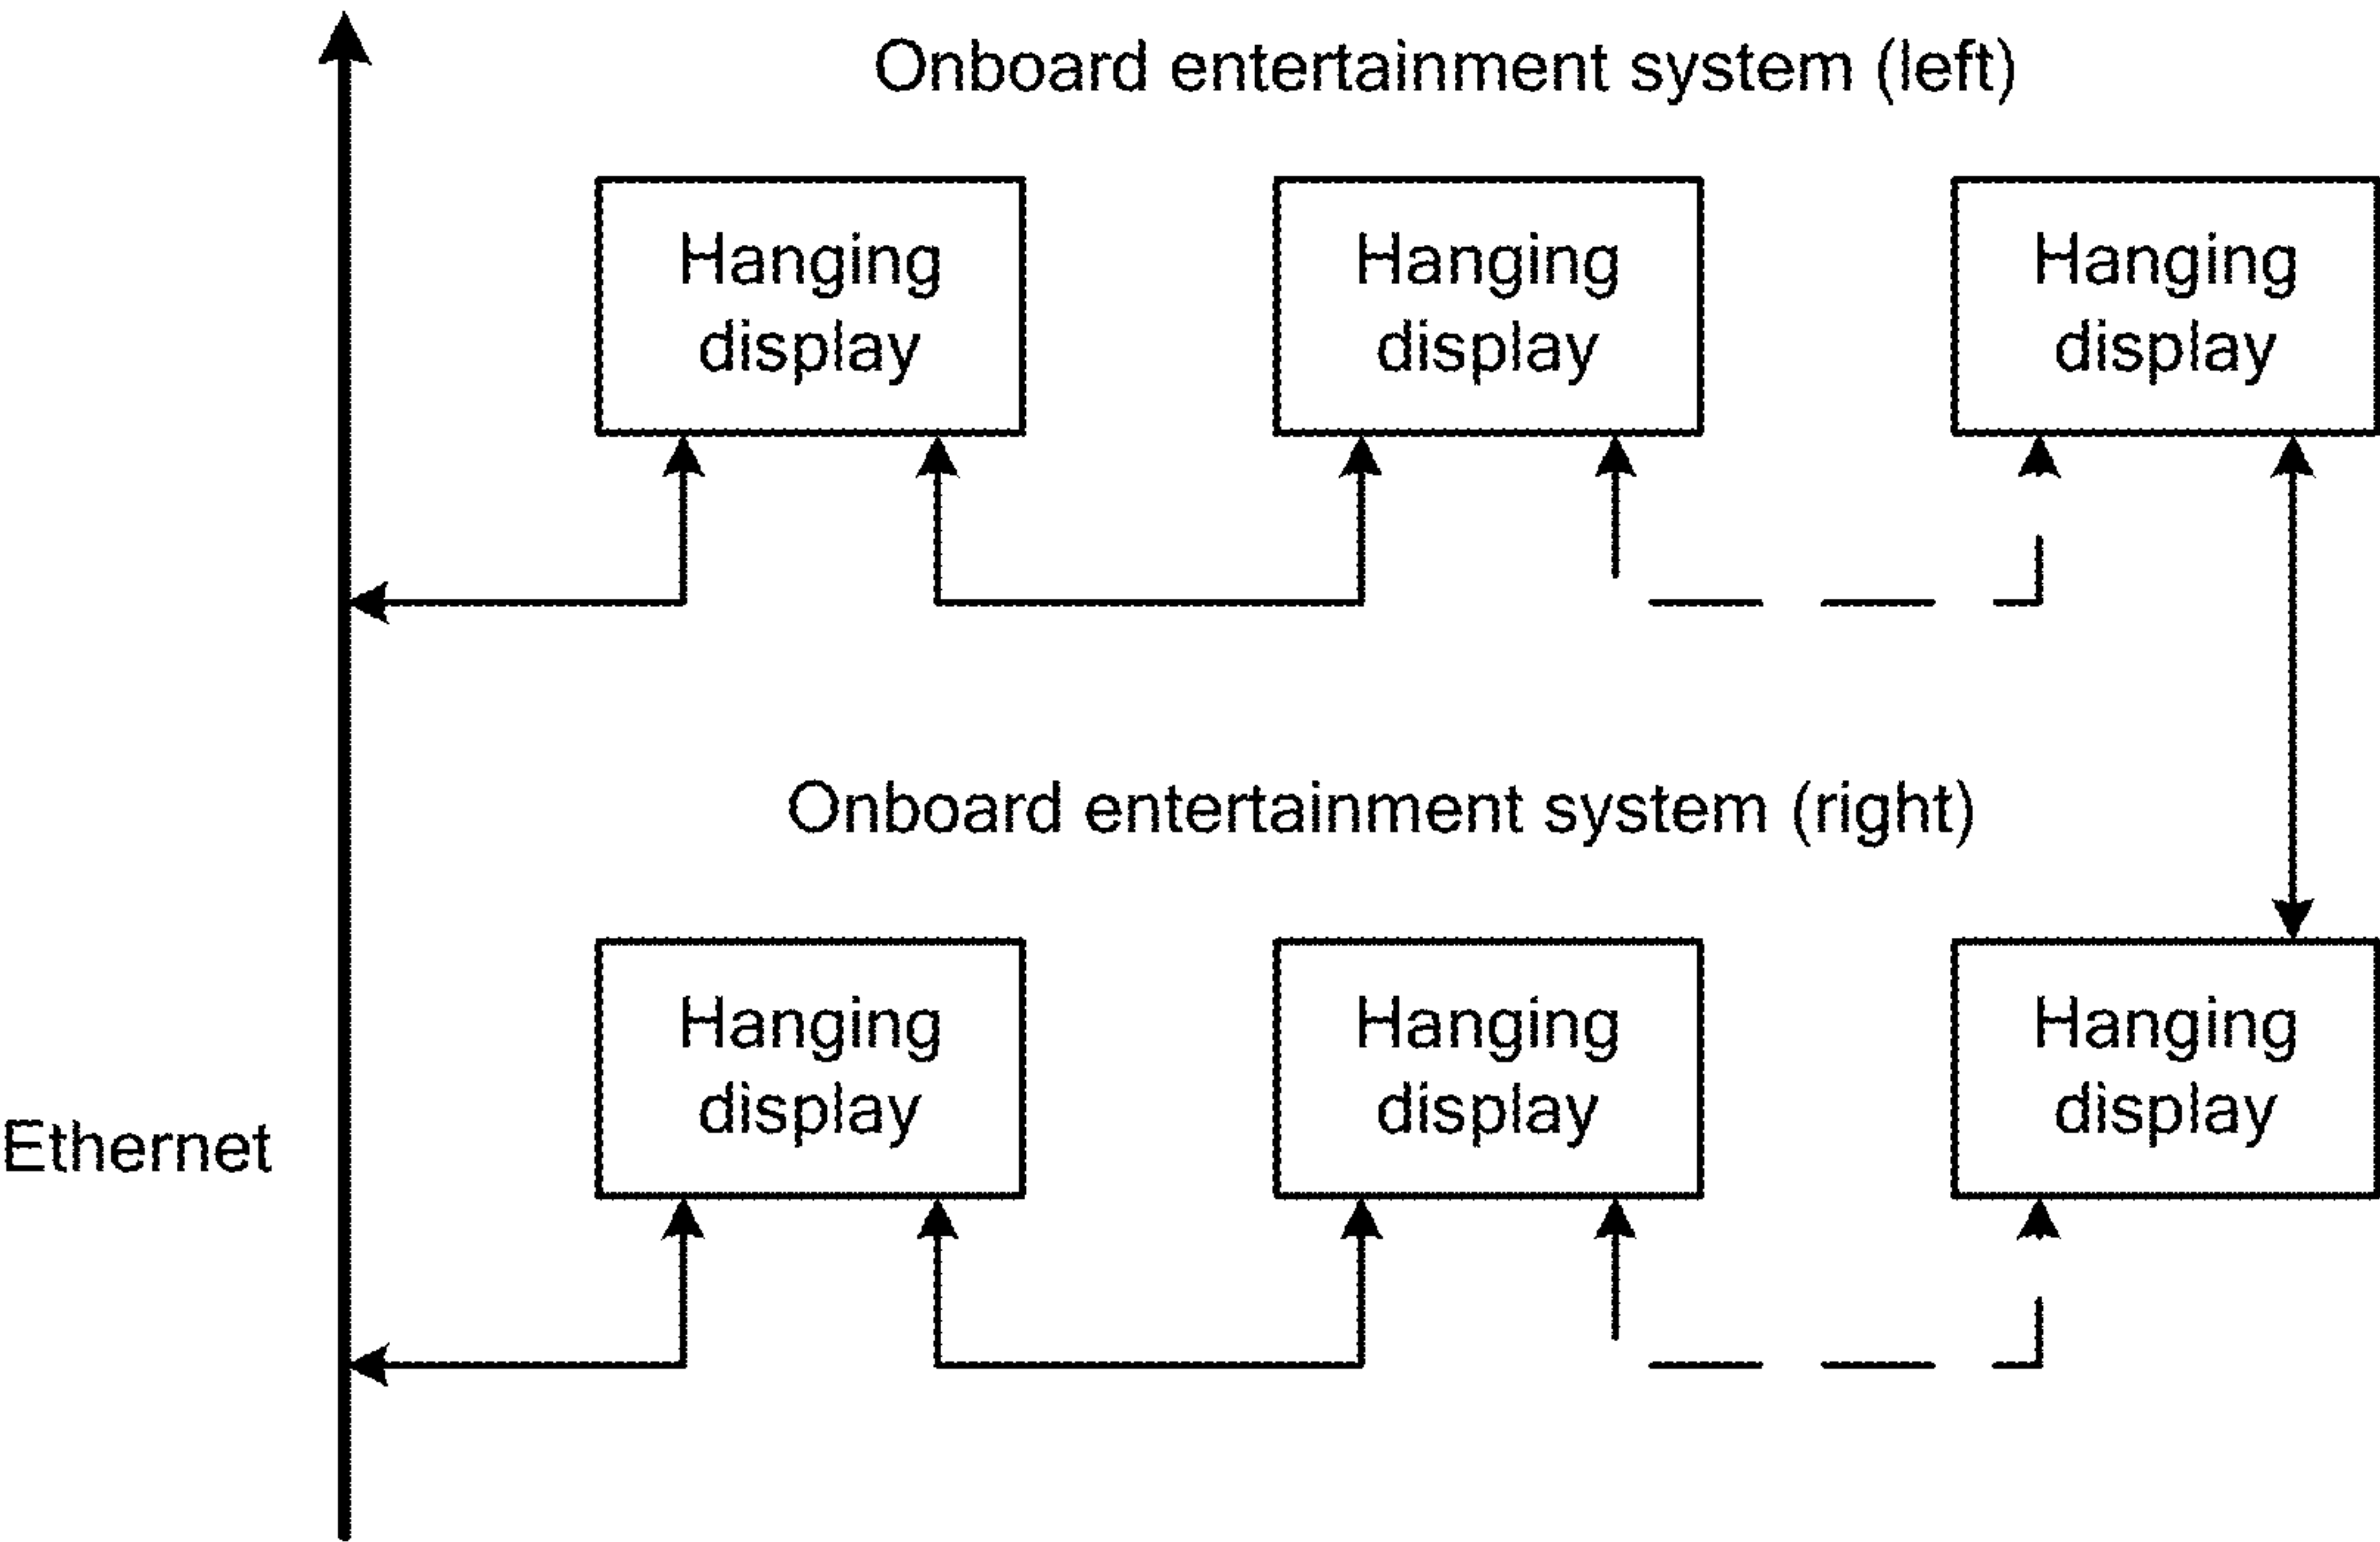 Onboard entertainment system (left)
Hanging
display
Hanging
display
Hanging
display
Onboard entertainment system (right)
Hanging
display
Hanging
display
Hanging
display
Ethernet